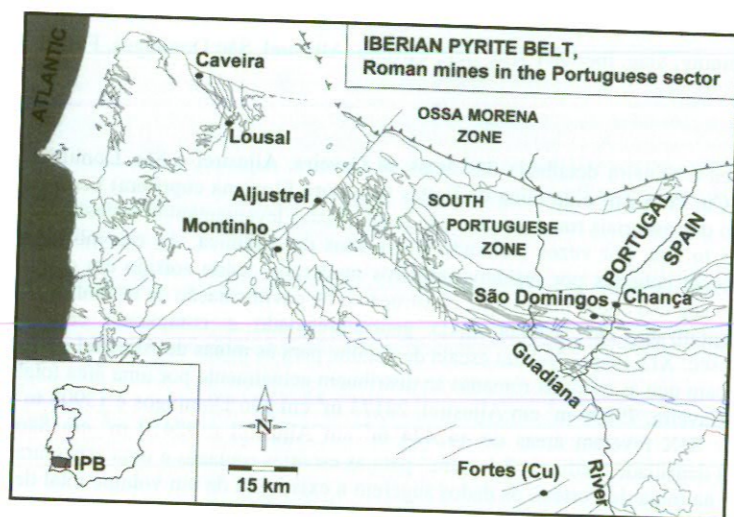 IBERIAN PYRITE BELT,
Roman mines in the Portuguese sector
ATLANTIC
Caveira
Lousal
OSSA MORENA
ZONE
Aljustrel
Montinho
SOUTH
PORTUGUESE
ZONE
PORTUGAL
SPAIN
São Domingos
Chança
Guadiana
River
IPB
N
15 km
Fortes (Cu)